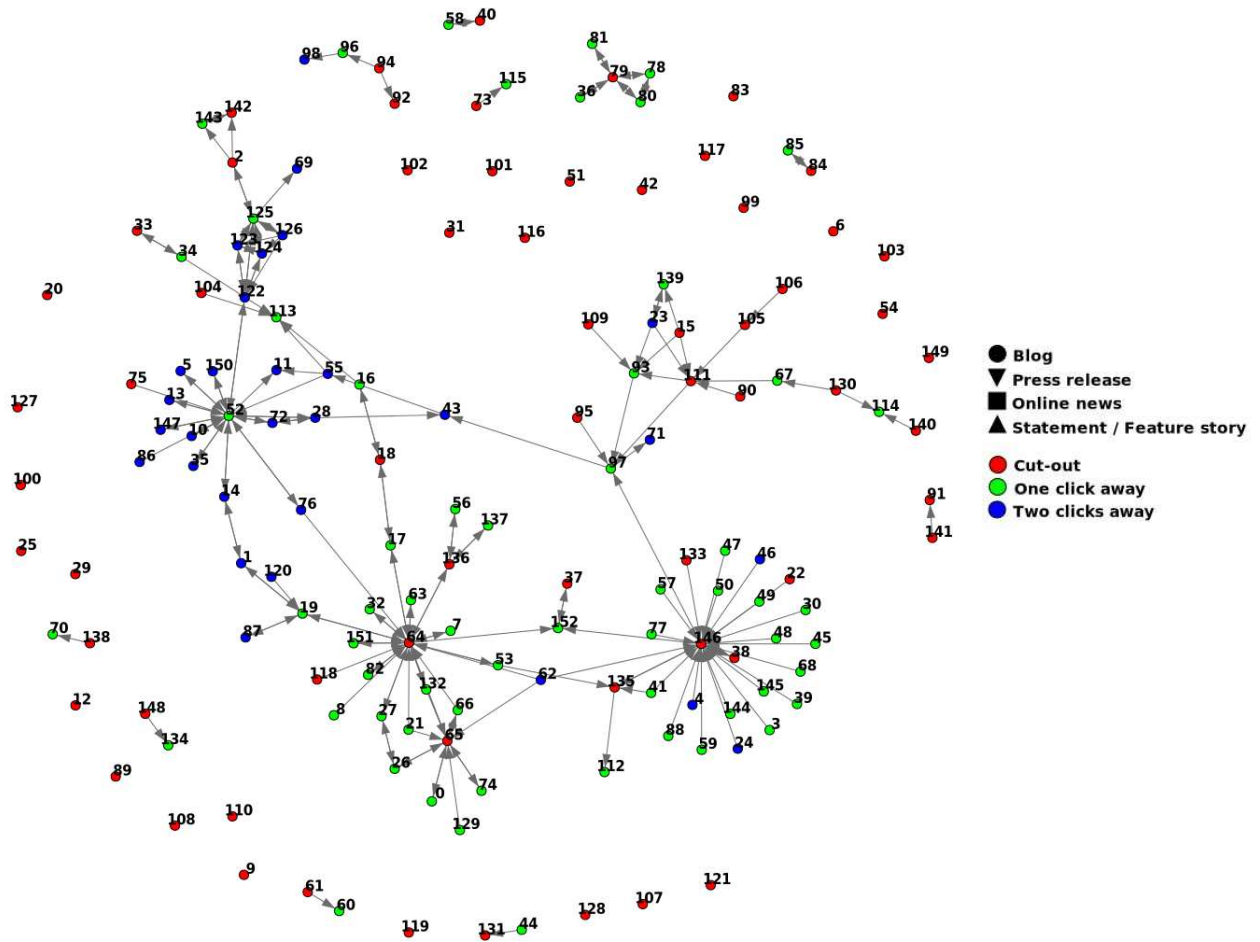 58 40
98 96 94 92
81 79 78 36 80
115 73
83
143 142
2 69
102 101 51 42 117 85 84
99
125 126 123 124
33 34
31 116 6 103
20 104 122 113
139 106
109 23 15 105 54
149
75 5 150 11 55 16
93 111 67 130
90 114 140
127 13 52 72 28 43
95 71
147 10 86 35
97
18
100
14 76
56 137
91
141
25 29
1 120
17 136
37
133 47 46 22
57 50 49 30
19 32 63
70 138
87 151 64 7 152
77 146 48 45
38
118 82 132 53 62 135 41 68
12 148 134
8 27 21 66
4 145 39
144 3
88 59 24
65
89
26 0 74 112
129
108 110
9
61 60
121
107
128
119 131 44
Blog
Press release
Online news
Statement / Feature story
Cut-out
One click away
Two clicks away